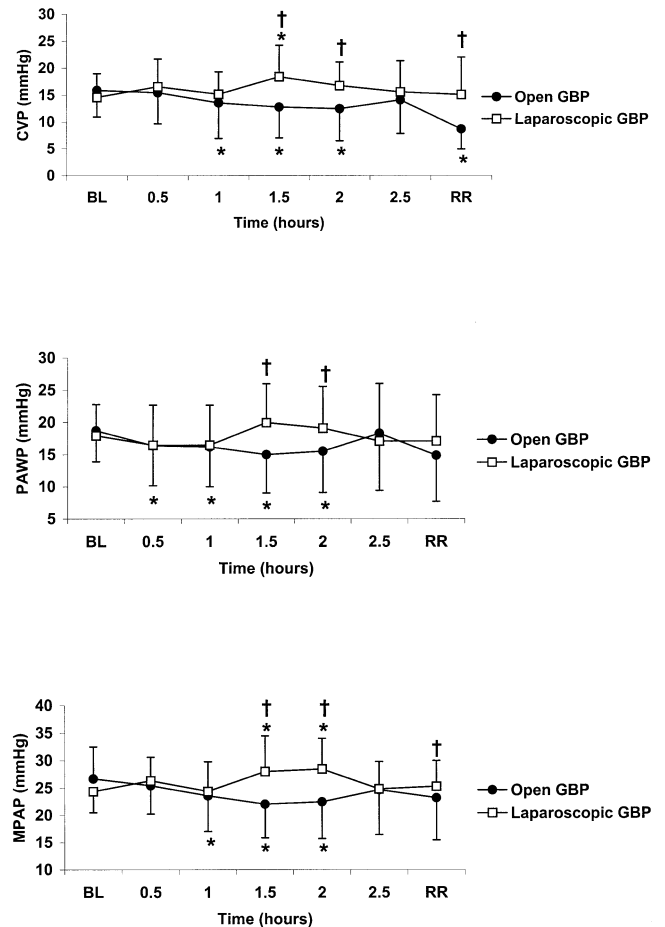 30
25
20
15
10
5
0
CVP (mmHg)
†
*
†
†
* * * *
BL 0.5 1 1.5 2 2.5 RR
Time (hours)
Open GBP
Laparoscopic GBP
30
25
20
15
10
5
PAWP (mmHg)
† †
* * * *
BL 0.5 1 1.5 2 2.5 RR
Time (hours)
Open GBP
Laparoscopic GBP
40
35
30
25
20
15
10
MPAP (mmHg)
† †
* *
†
* * *
BL 0.5 1 1.5 2 2.5 RR
Time (hours)
Open GBP
Laparoscopic GBP